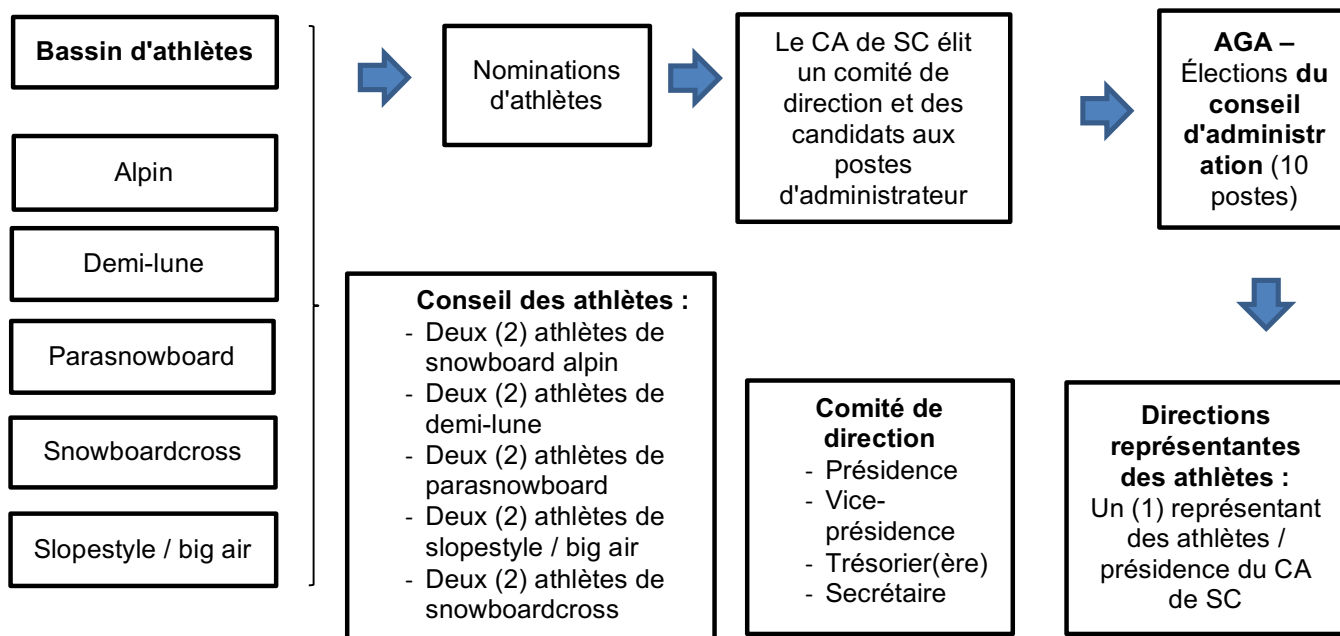 Bassin d'athlètes
Alpin
Demi-lune
Parasnowboard
Snowboardcross
Slopestyle / big air
Nominations
d'athlètes
Le CA de SC élit
un comité de
direction et des
candidats aux
postes
d'administrateur
AGA –
Élections du
conseil
d'administr
ation (10
postes)
Conseil des athlètes :
- Deux (2) athlètes de
snowboard alpin
- Deux (2) athlètes de
demi-lune
- Deux (2) athlètes de
parasnowboard
- Deux (2) athlètes de
slopestyle / big air
- Deux (2) athlètes de
snowboardcross
Comité de
direction
- Présidence
- Vice-
présidence
- Trésorier(ère)
- Secrétaire
Directions
représentantes
des athlètes :
Un (1) représentant
des athlètes /
présidence du CA
de SC